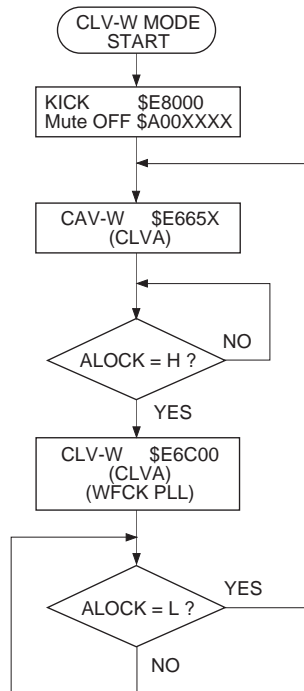 CLV-W MODE
START
KICK $E8000
Mute OFF $A00XXXX
CAV-W $E665X
(CLVA)
ALOCK = H ?
NO
YES
CLV-W $E6C00
(CLVA)
(WFCK PLL)
ALOCK = L ?
YES
NO